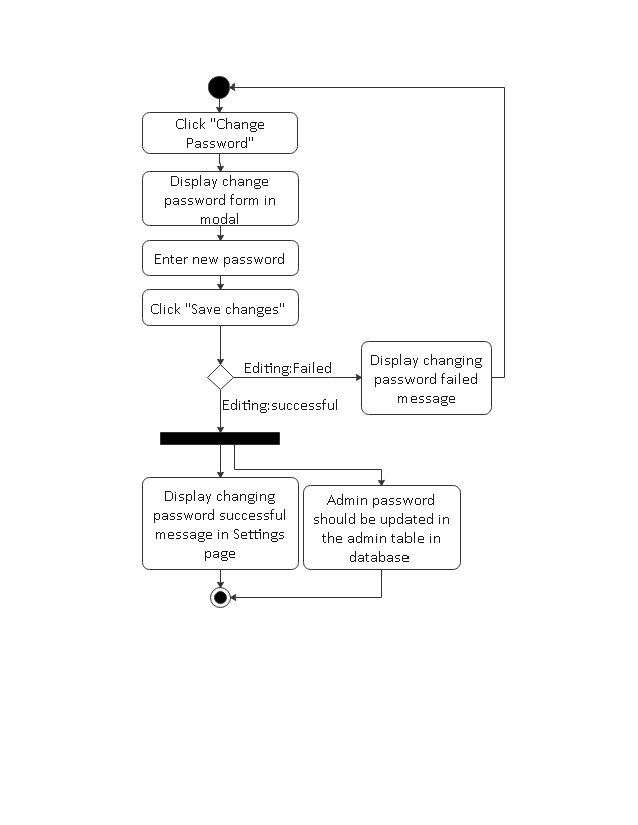 Click "Change
Password"
Display change
password form in
modal
Enter new password
Click "Save changes"
Editing:Failed
Display changing
password failed
message
Editing:successful
Display changing
password successful
message in Settings
page
Admin password
should be updated in
the admin table in
database